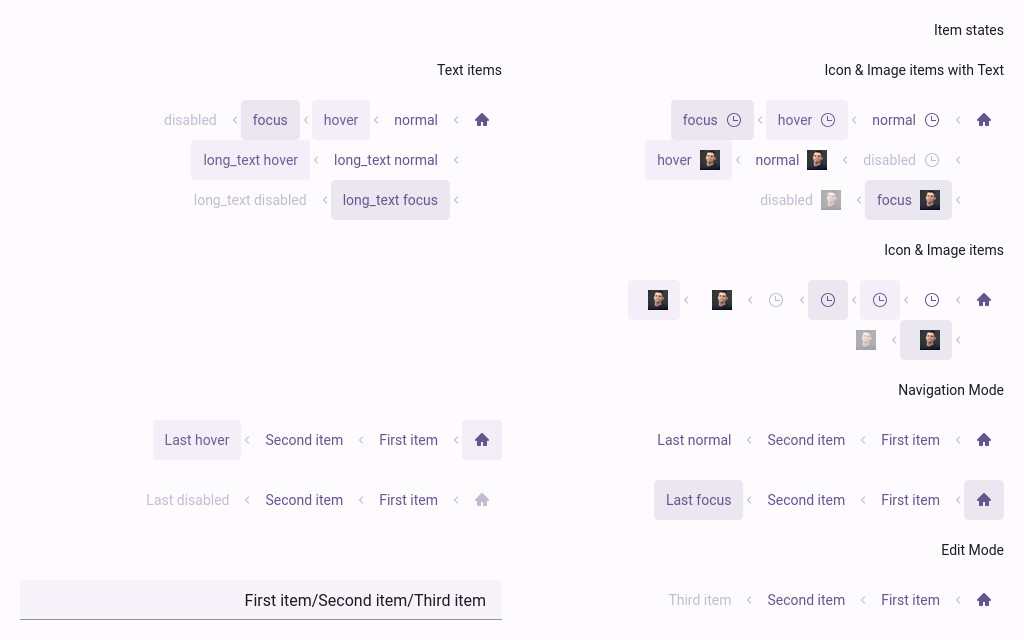 Item states
Icon & Image items with Text
Text items
normal hover focus disabled
normal hover focus
long_text normal long_text hover
disabled normal hover
long_text focus long_text disabled
focus disabled
Icon & Image items
Navigation Mode
First item Second item Last normal
First item Second item Last hover
First item Second item Last focus
First item Second item Last disabled
Edit Mode
First item Second item Third item
First item/Second item/Third item